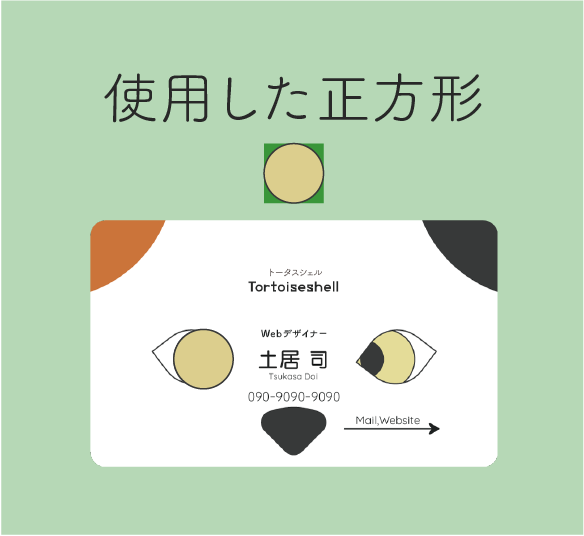 使用した正方形
トータスシェル
Tortoiseshell
Webデザイナー
土居 司
Tsukasa Doi
090-9090-9090
Mail,Website